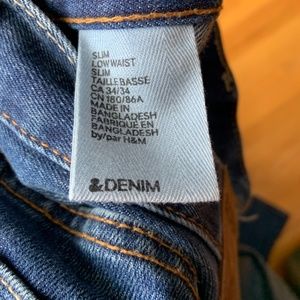 SLIM
LOW WAIST
SLIM
TAILLE BASSE
CA 34/34
CN 180/86A
MADE IN
BANGLADESH
FABRIQUE EN
BANGLADESH
by/par H&M
&DENIM